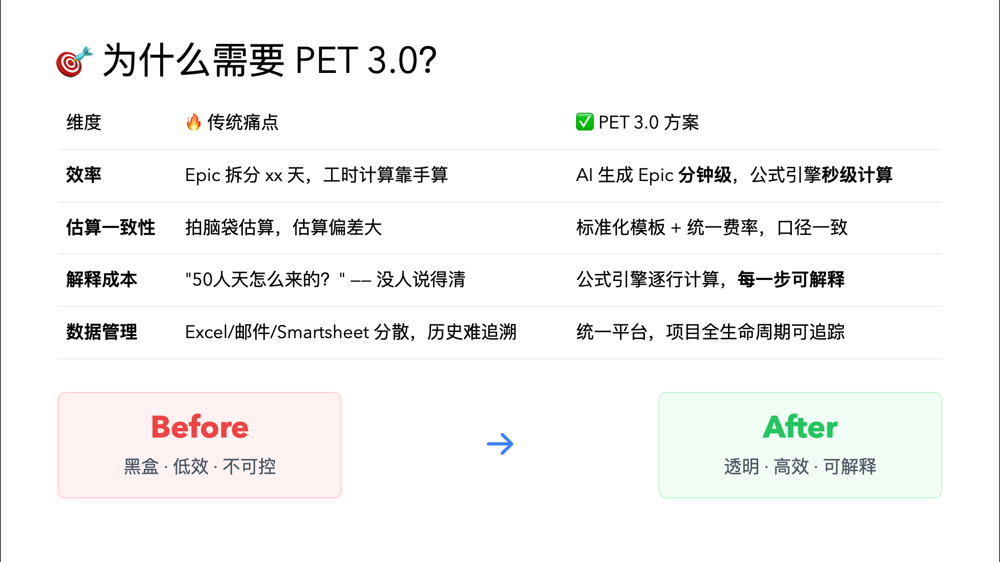 🎯 为什么需要 PET 3.0?
维度 🔥 传统痛点 ✅ PET 3.0 方案
效率 Epic 拆分 xx 天，工时计算靠手算 AI 生成 Epic 分钟级，公式引擎秒级计算
估算一致性 拍脑袋估算，估算偏差大 标准化模板 + 统一费率，口径一致
解释成本 "50人天怎么来的？" —— 没人说得清 公式引擎逐行计算，每一步可解释
数据管理 Excel/邮件/Smartsheet 分散，历史难追溯 统一平台，项目全生命周期可追踪
Before → After
黑盒 · 低效 · 不可控 透明 · 高效 · 可解释